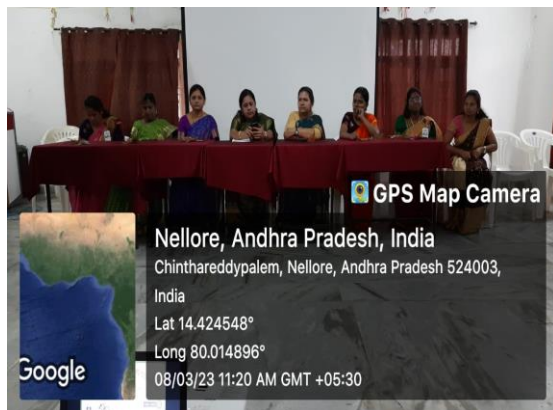 GPS Map Camera
Nellore, Andhra Pradesh, India
Chinthareddypalem, Nellore, Andhra Pradesh 524003,
India
Lat 14.424548°
Long 80.014896°
08/03/23 11:20 AM GMT +05:30
Google